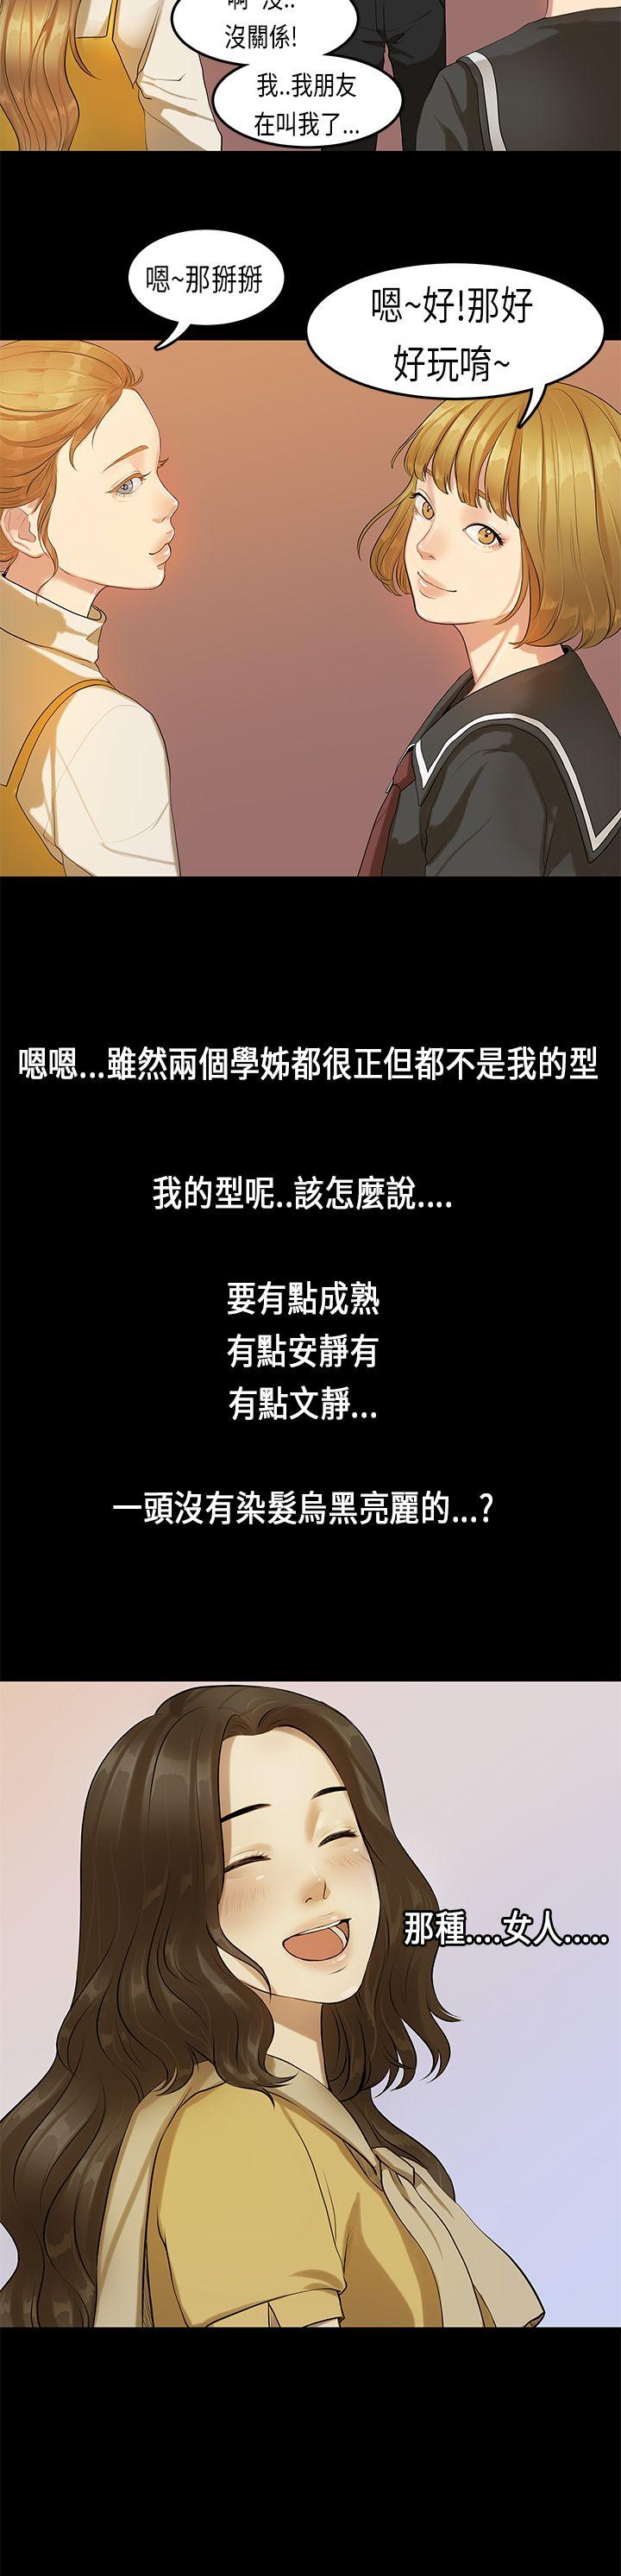 沒關係!
我..我朋友
在叫我了...
嗯~那掰掰
嗯~好!那好
好玩唷~
嗯嗯...雖然兩個學姊都很正但都不是我的型
我的型呢..該怎麼說....
要有點成熟
有點安靜有
有點文靜...
一頭沒有染髮烏黑亮麗的...?
那種....女人.....